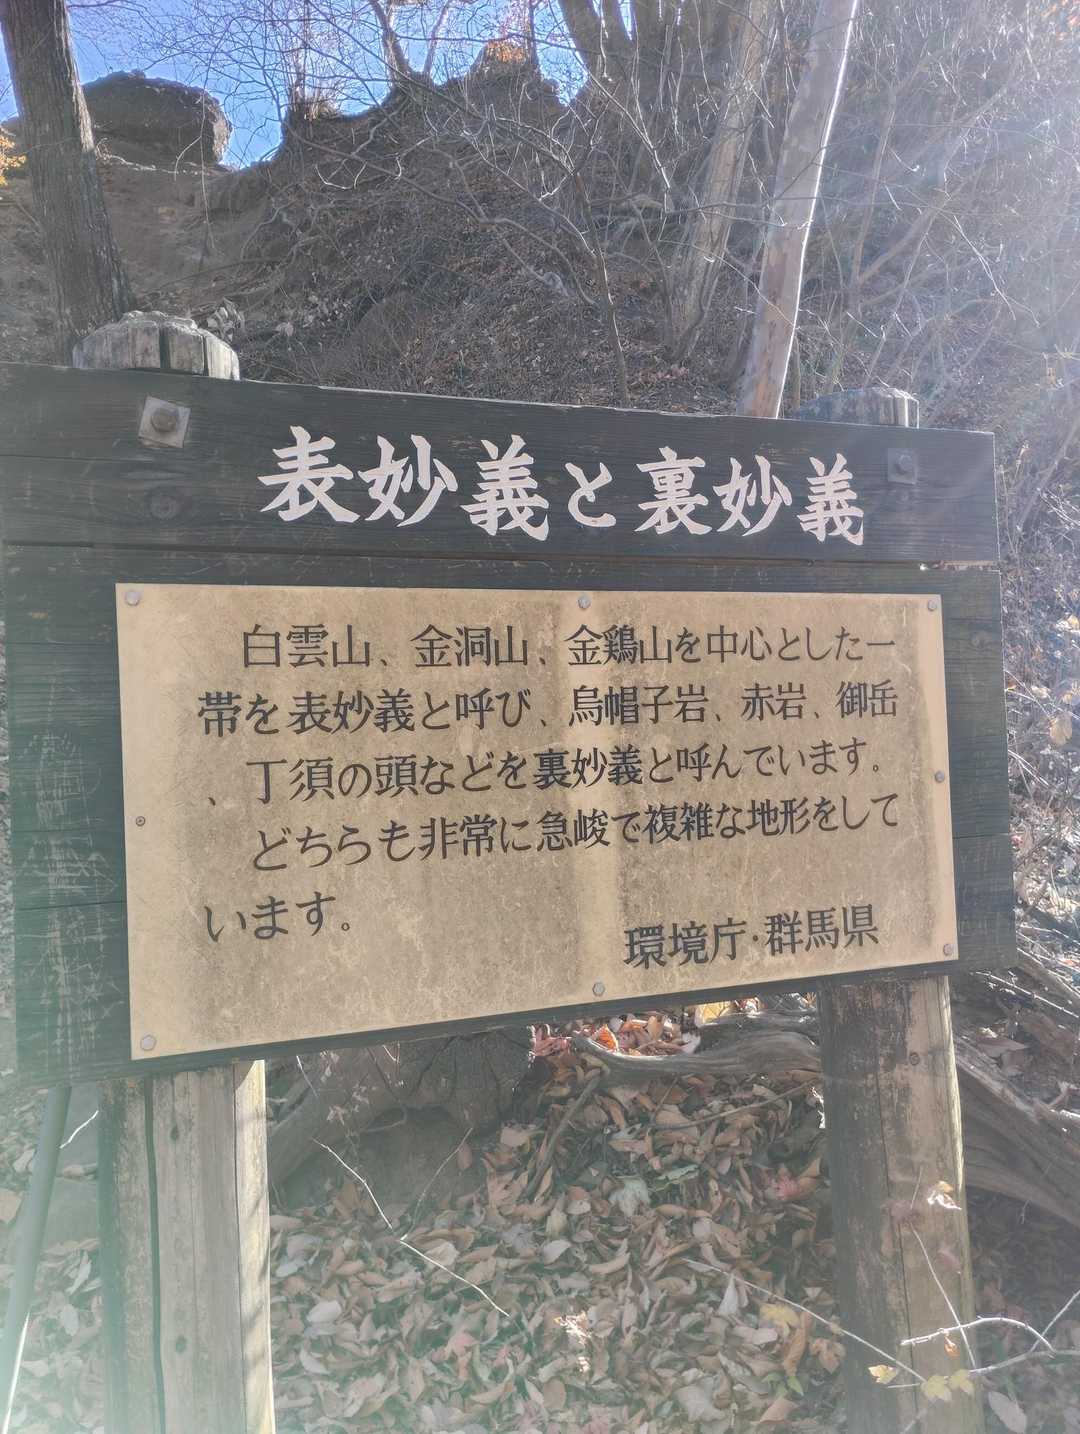 表妙義と裏妙義
白雲山、金洞山、金鶏山を中心とした一
帯を表妙義と呼び、烏帽子岩、赤岩、御岳
、丁須の頭などを裏妙義と呼んでいます。
どちらも非常に急峻で複雑な地形をして
います。
環境庁・群馬県